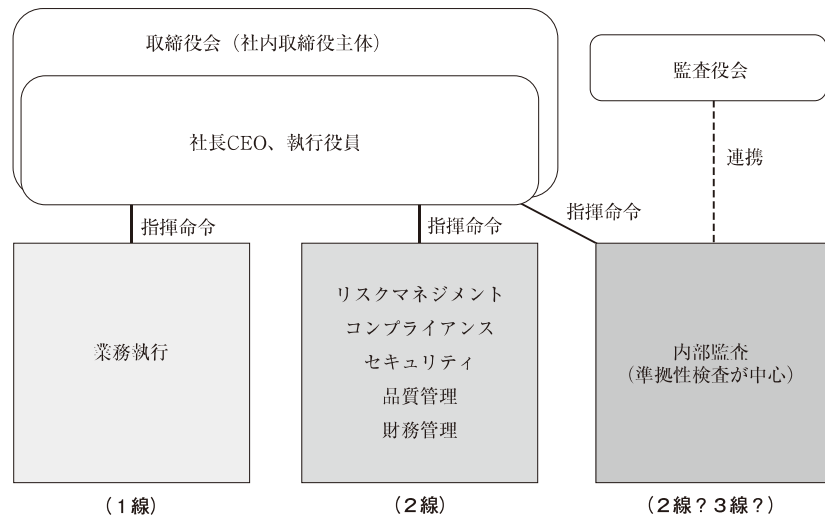 取締役会（社内取締役主体）
監査役会
社長CEO、執行役員
連携
指揮命令
指揮命令
指揮命令
業務執行
リスクマネジメント
コンプライアンス
セキュリティ
品質管理
財務管理
内部監査
（準拠性検査が中心）
（１線）
（２線）
（２線？３線？）